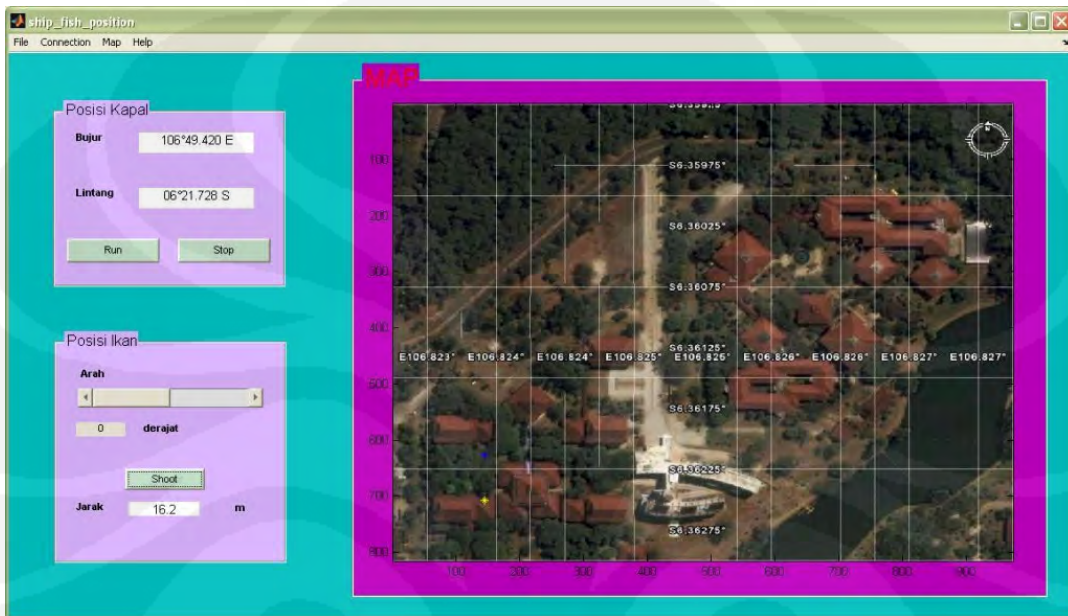 ship_fish_position
File Connection Map Help
Posisi Kapal
Bujur 106°49.420 E
Lintang 06°21.728 S
Run Stop
Posisi Ikan
Arah
0 derajat
Shoot
Jarak 16.2 m
MAP
S6.35975°
S6.36025°
S6.36075°
S6.36125°
E106.823° E106.824° E106.824° E106.825° E106.825° E106.826° E106.826° E106.827° E106.827°
S6.36175°
S6.36225°
S6.36275°
100
200
300
400
500
600
700
800
100 200 300 400 500 600 700 800 900